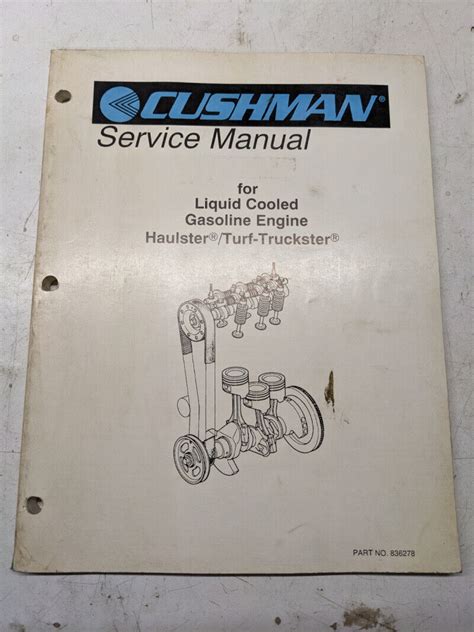 CUSHMAN®
Service Manual
for
Liquid Cooled
Gasoline Engine
Haulster®/Turf-Truckster®
PART NO. 836278